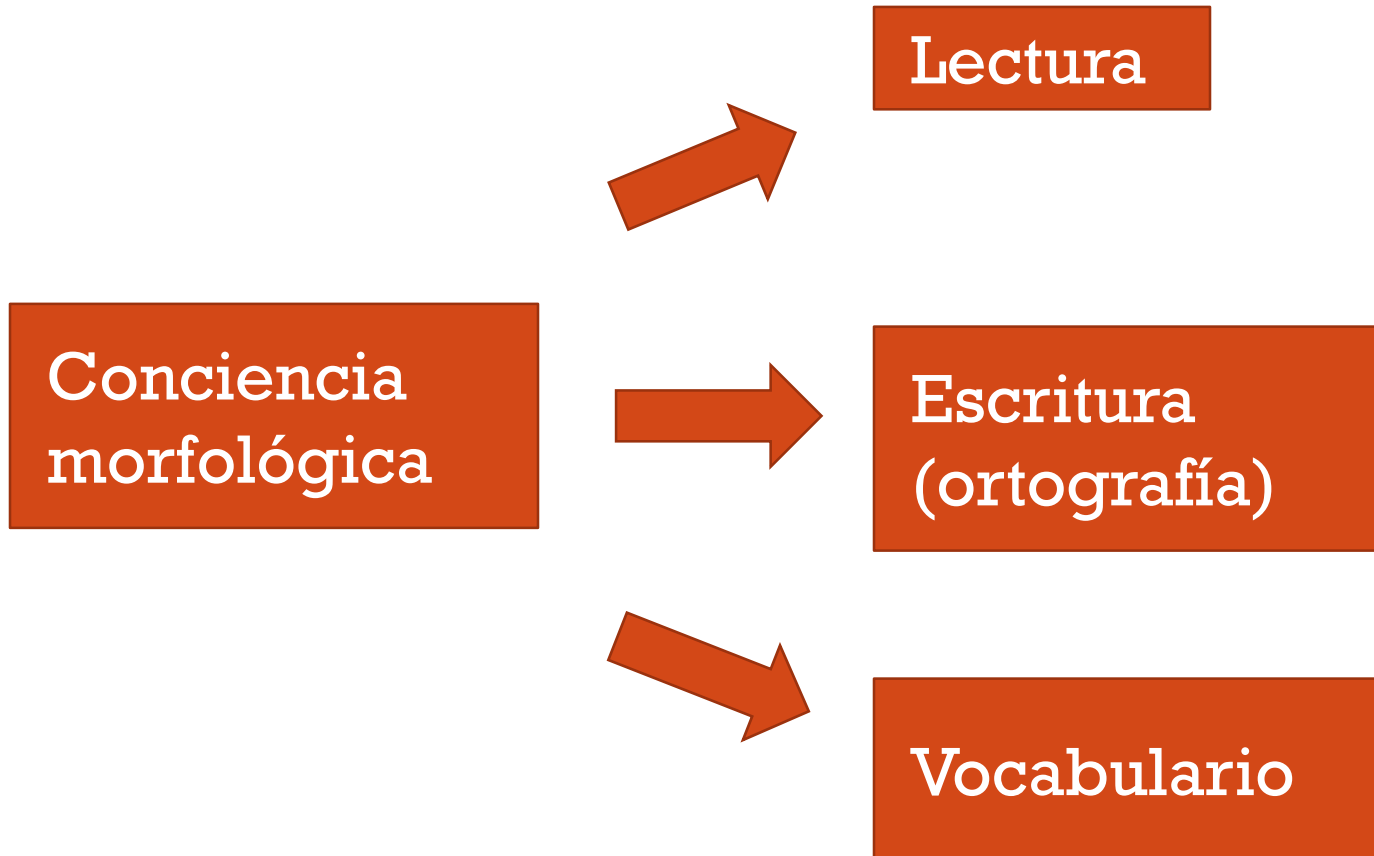 Lectura
Conciencia
morfológica
Escritura
(ortografía)
Vocabulario